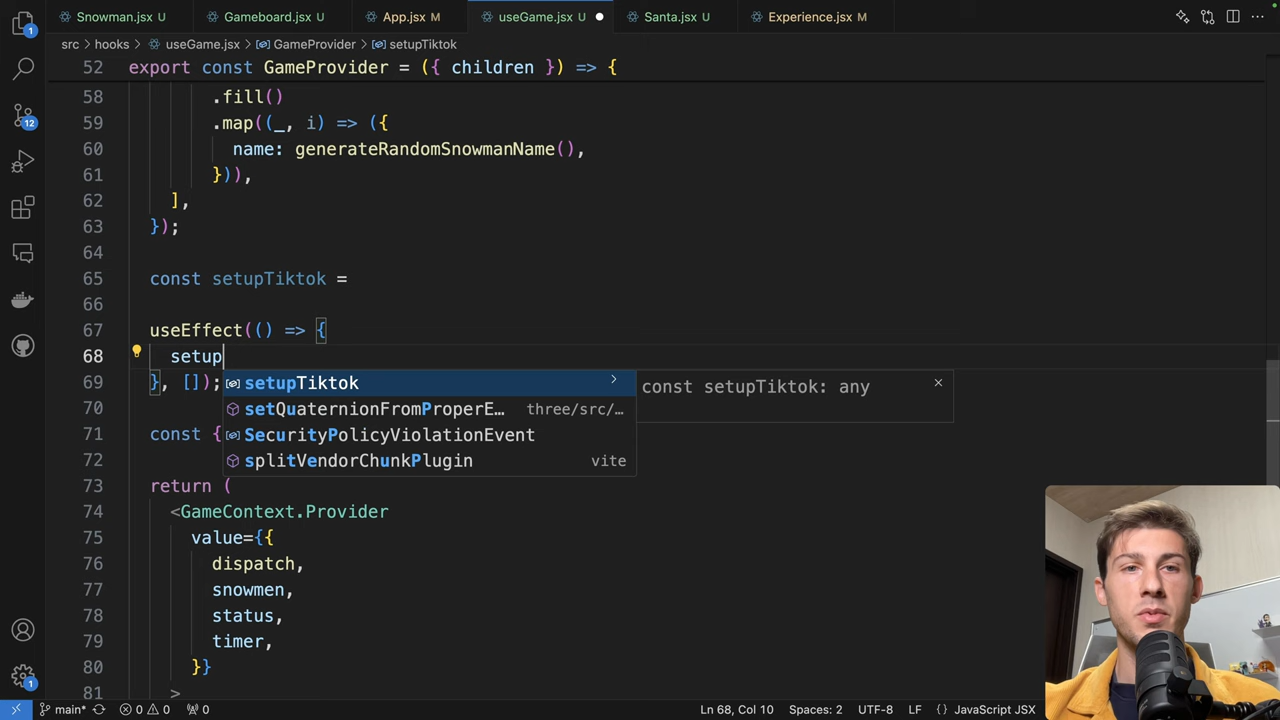 Snowman.jsx U
Gameboard.jsx U
App.jsx M
useGame.jsx U
Santa.jsx U
Experience.jsx M
src > hooks > useGame.jsx > GameProvider > setupTiktok
52 export const GameProvider = ({ children }) => {
58 .fill()
59 .map((_, i) => ({
60 name: generateRandomSnowmanName(),
61 })),
62 ],
63 });
64
65 const setupTiktok =
66
67 useEffect(() => {
68 setup
69 }, []);
setupTiktok
const setupTiktok: any
setQuaternionFromProperE... three/src/...
SecurityPolicyViolationEvent
splitVendorChunkPlugin vite
70
71 const {
72
73 return (
74 <GameContext.Provider
75 value={{
76 dispatch,
77 snowmen,
78 status,
79 timer,
80 }}
81 >
1
12
1
main* 0 0 0
Ln 68, Col 10 Spaces: 2 UTF-8 LF {} JavaScript JSX